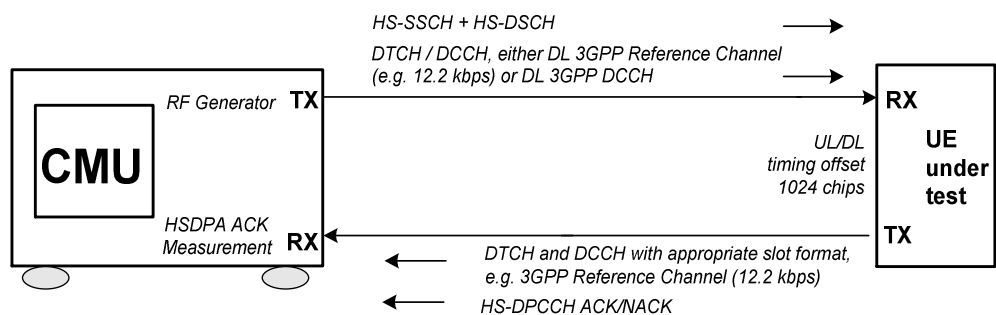 HS-SSCH + HS-DSCH
DTCH / DCCH, either DL 3GPP Reference Channel
(e.g. 12.2 kbps) or DL 3GPP DCCH
RF Generator
TX
RX
CMU
UL/DL
timing offset
1024 chips
UE
under
test
HSDPA ACK
Measurement
RX
TX
DTCH and DCCH with appropriate slot format,
e.g. 3GPP Reference Channel (12.2 kbps)
HS-DPCCH ACK/NACK